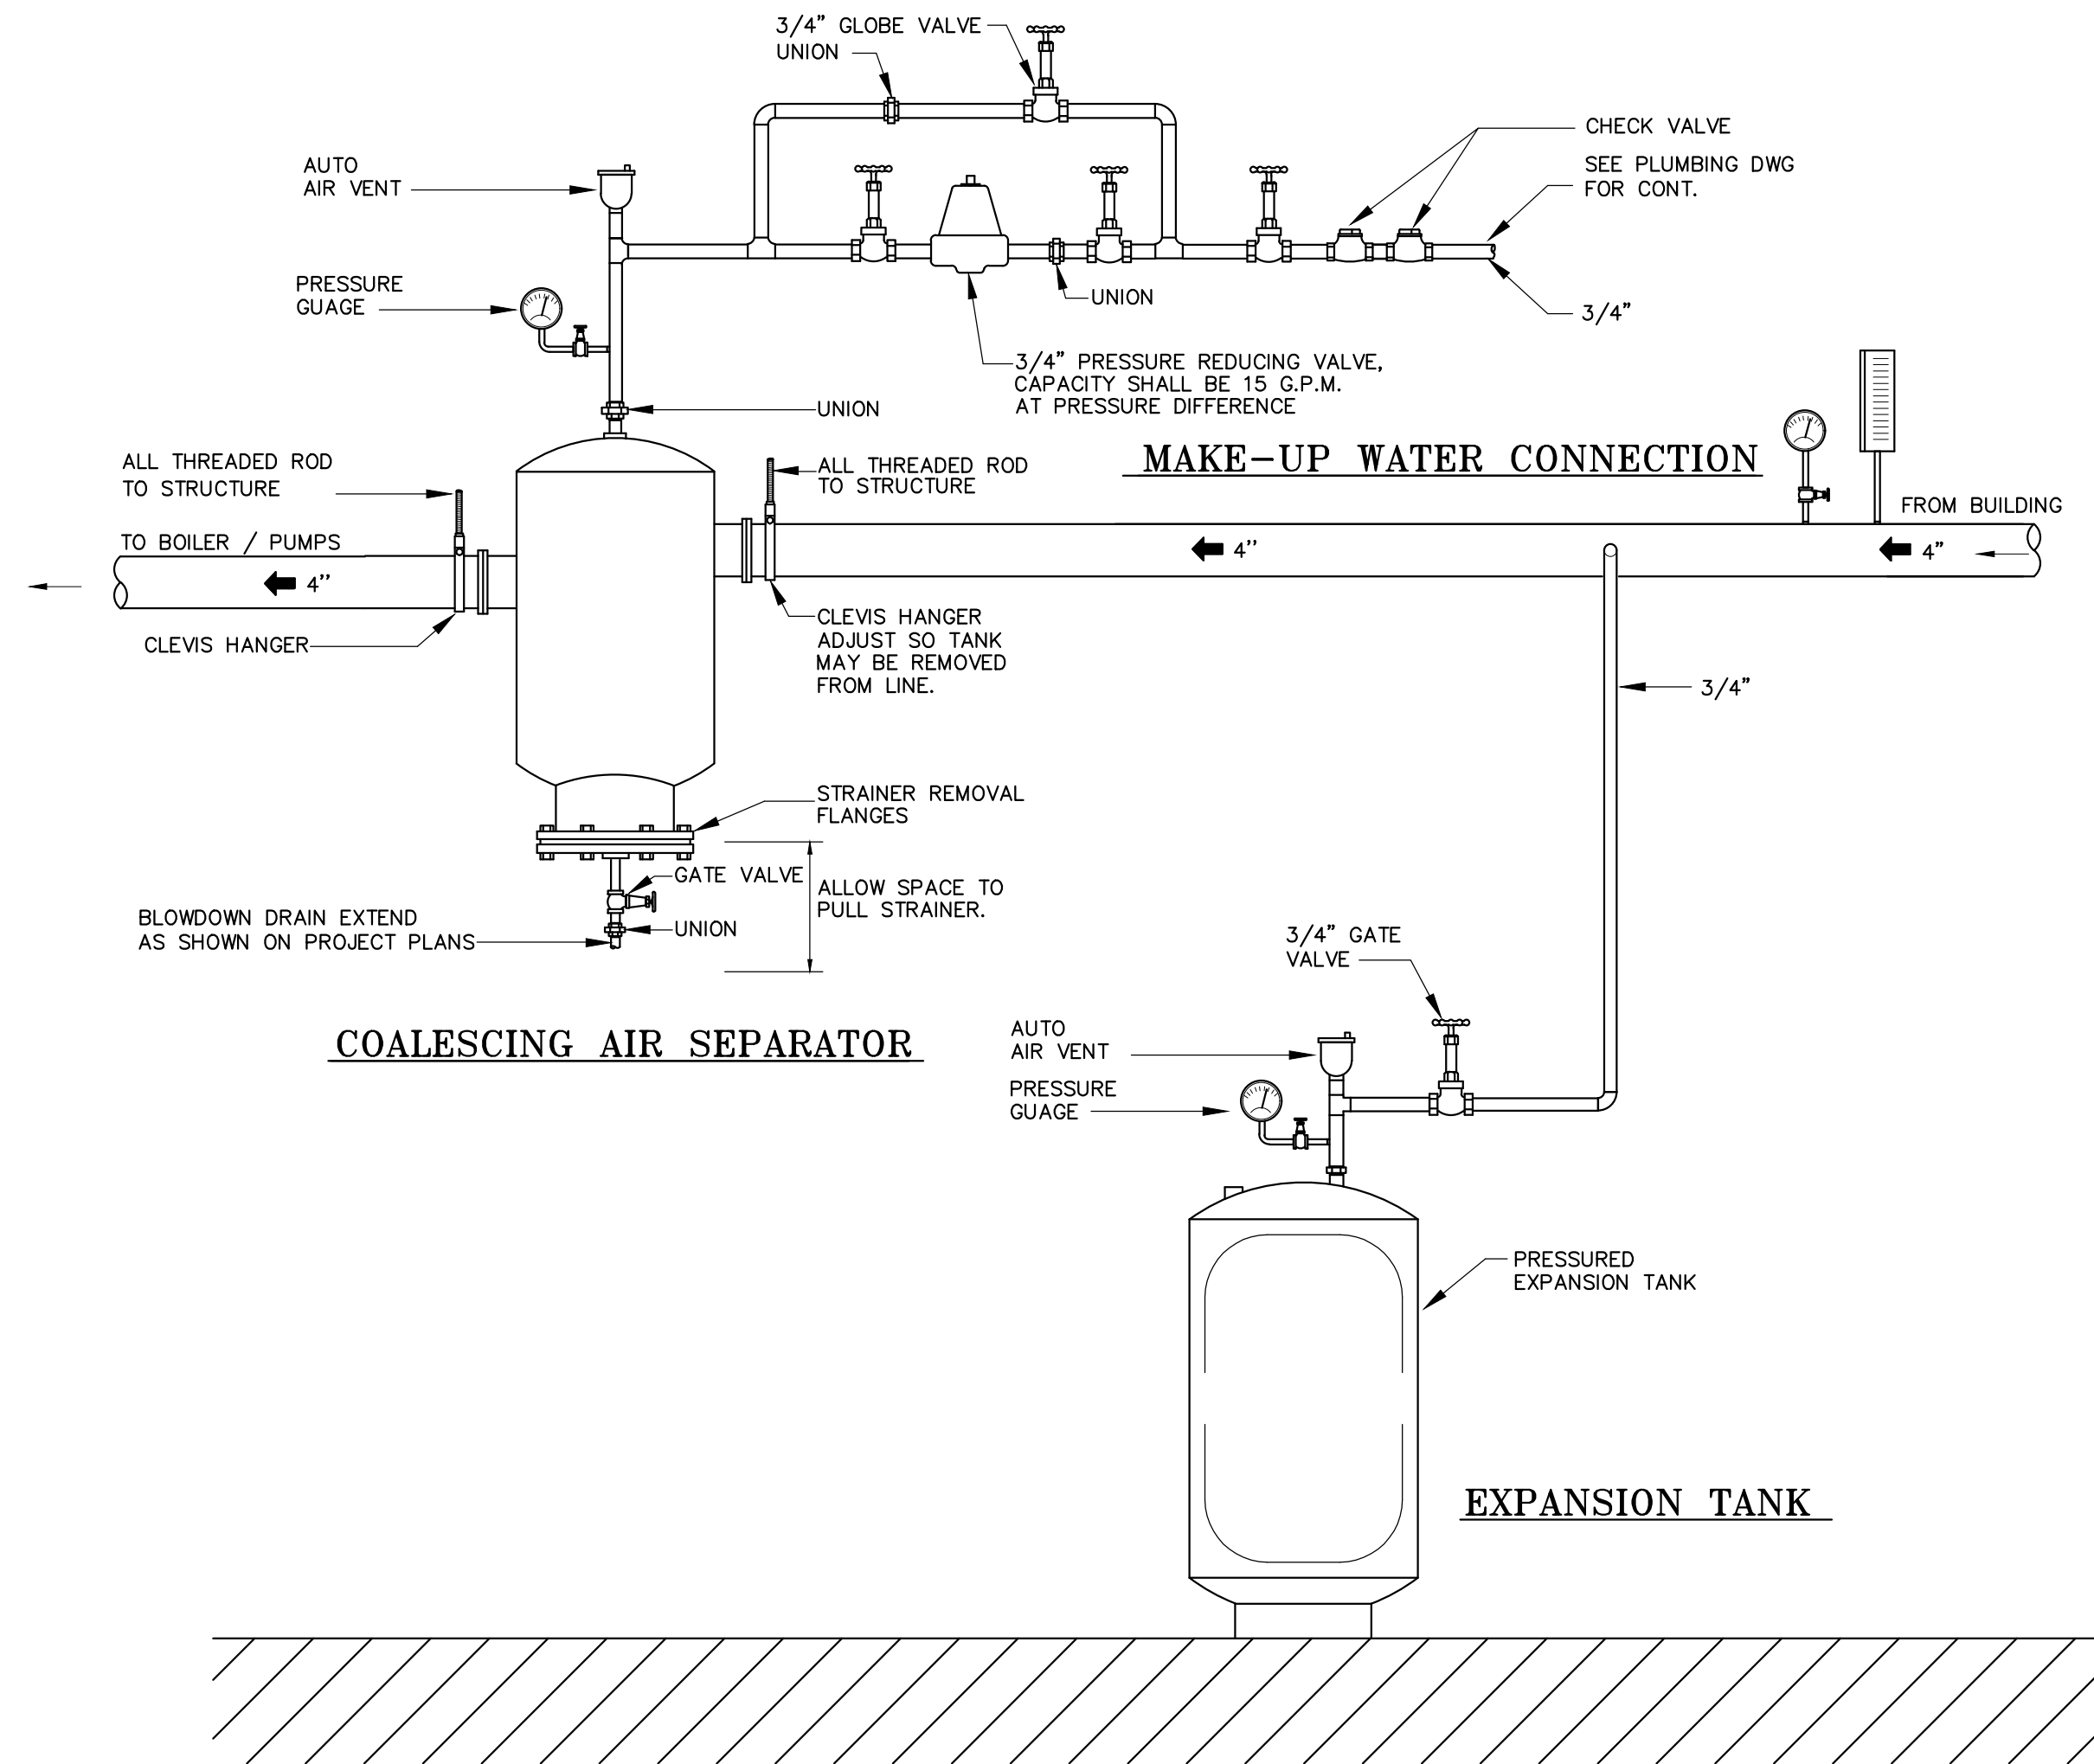 3/4" GLOBE VALVE
UNION
CHECK VALVE
SEE PLUMBING DWG
FOR CONT.
AUTO
AIR VENT
PRESSURE
GUAGE
UNION
3/4"
3/4" PRESSURE REDUCING VALVE,
CAPACITY SHALL BE 15 G.P.M.
AT PRESSURE DIFFERENCE
UNION
MAKE-UP WATER CONNECTION
ALL THREADED ROD
TO STRUCTURE
ALL THREADED ROD
TO STRUCTURE
FROM BUILDING
TO BOILER / PUMPS
4''
4''
4"
CLEVIS HANGER
CLEVIS HANGER
ADJUST SO TANK
MAY BE REMOVED
FROM LINE.
3/4"
STRAINER REMOVAL
FLANGES
GATE VALVE
ALLOW SPACE TO
PULL STRAINER.
BLOWDOWN DRAIN EXTEND
AS SHOWN ON PROJECT PLANS
UNION
3/4" GATE
VALVE
COALESCING AIR SEPARATOR
AUTO
AIR VENT
PRESSURE
GUAGE
PRESSURED
EXPANSION TANK
EXPANSION TANK